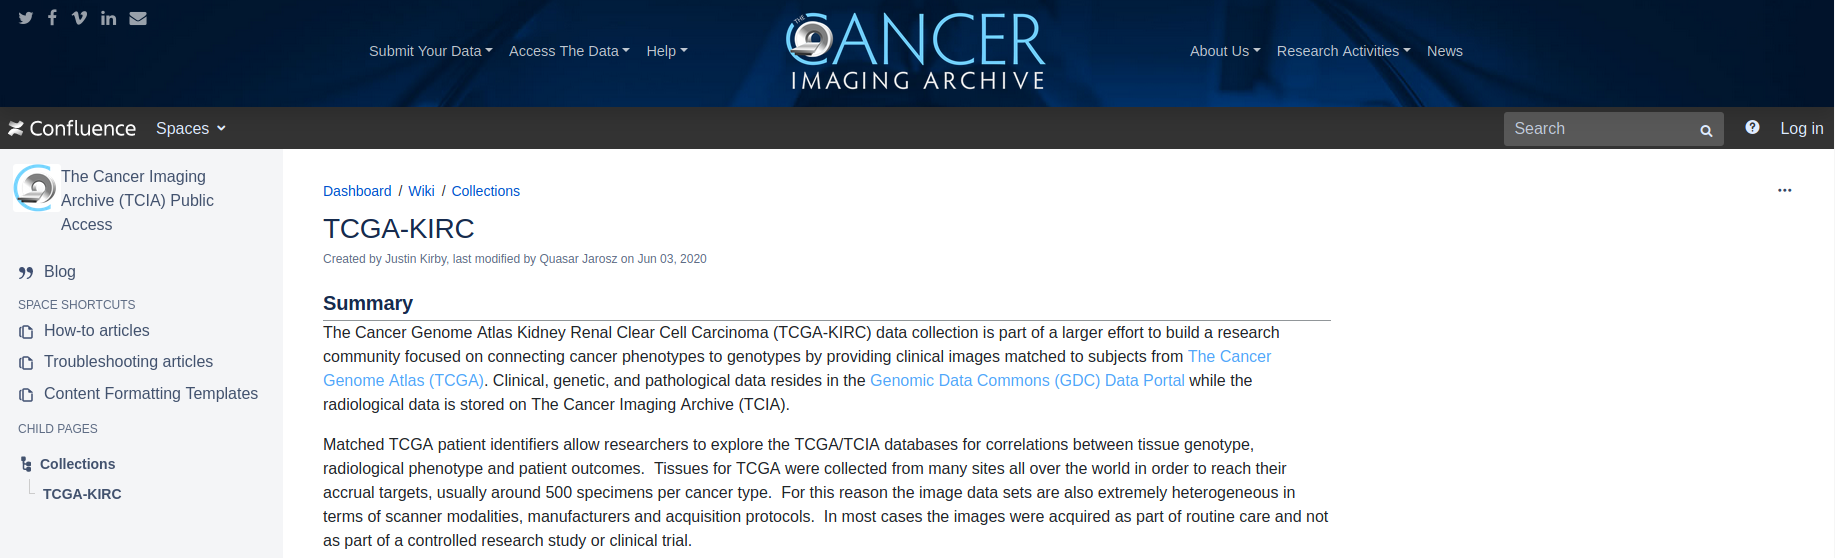 Submit Your Data
Access The Data
Help
THE
CANCER
IMAGING ARCHIVE
About Us
Research Activities
News
Confluence
Spaces
Search
Log in
The Cancer Imaging
Archive (TCIA) Public
Access
Blog
SPACE SHORTCUTS
How-to articles
Troubleshooting articles
Content Formatting Templates
CHILD PAGES
Collections
TCGA-KIRC
Dashboard / Wiki / Collections
TCGA-KIRC
Created by Justin Kirby, last modified by Quasar Jarosz on Jun 03, 2020
Summary
The Cancer Genome Atlas Kidney Renal Clear Cell Carcinoma (TCGA-KIRC) data collection is part of a larger effort to build a research
community focused on connecting cancer phenotypes to genotypes by providing clinical images matched to subjects from The Cancer
Genome Atlas (TCGA). Clinical, genetic, and pathological data resides in the Genomic Data Commons (GDC) Data Portal while the
radiological data is stored on The Cancer Imaging Archive (TCIA).
Matched TCGA patient identifiers allow researchers to explore the TCGA/TCIA databases for correlations between tissue genotype,
radiological phenotype and patient outcomes.  Tissues for TCGA were collected from many sites all over the world in order to reach their
accrual targets, usually around 500 specimens per cancer type.  For this reason the image data sets are also extremely heterogeneous in
terms of scanner modalities, manufacturers and acquisition protocols.  In most cases the images were acquired as part of routine care and not
as part of a controlled research study or clinical trial.